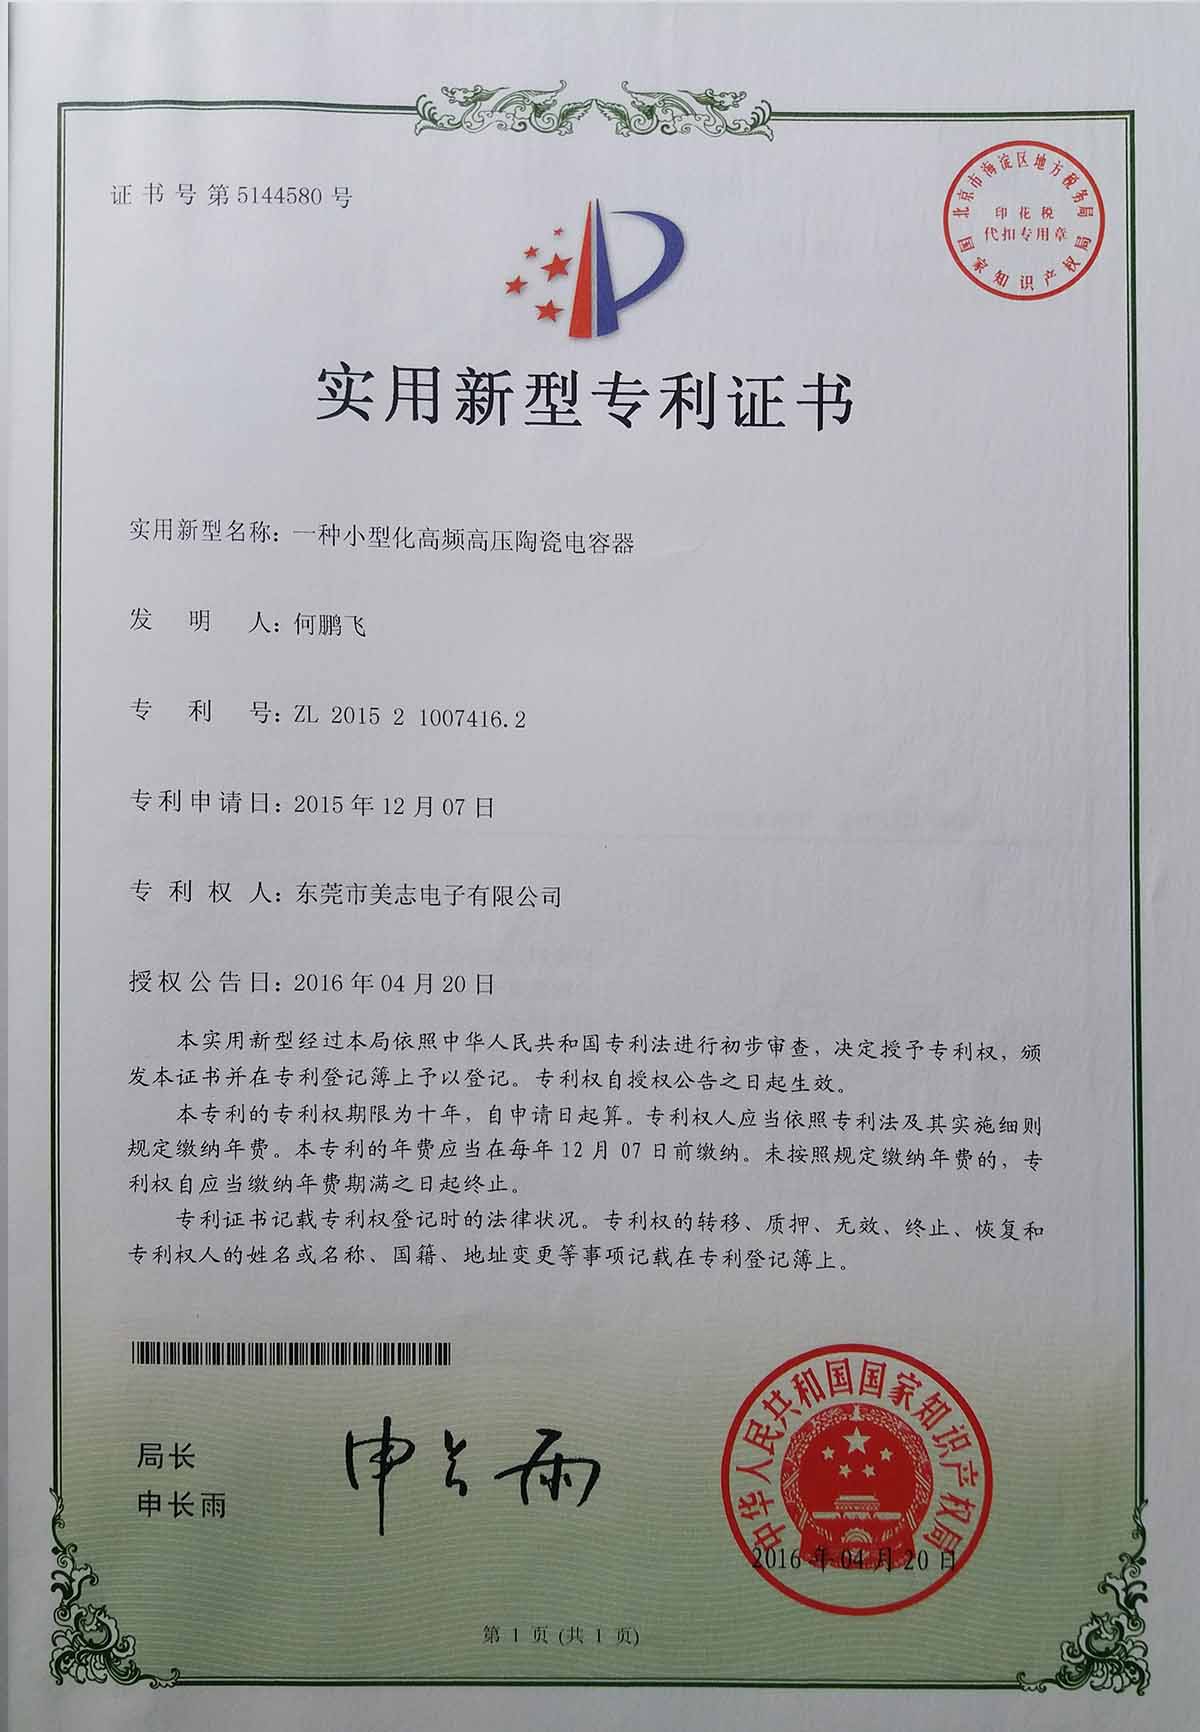 证书号第5144580号
北京市海淀区地方税务局
印花税
代扣专用章
国家知识产权局
实用新型专利证书
实用新型名称：一种小型化高频高压陶瓷电容器
发明人：何鹏飞
专利号：ZL 2015 2 1007416.2
专利申请日：2015年12月07日
专利权人：东莞市美志电子有限公司
授权公告日：2016年04月20日
本实用新型经过本局依照中华人民共和国专利法进行初步审查，决定授予专利权，颁
发本证书并在专利登记簿上予以登记。专利权自授权公告之日起生效。
本专利的专利权期限为十年，自申请日起算。专利权人应当依照专利法及其实施细则
规定缴纳年费。本专利的年费应当在每年12月07日前缴纳。未按照规定缴纳年费的，专
利权自应当缴纳年费期满之日起终止。
专利证书记载专利权登记时的法律状况。专利权的转移、质押、无效、终止、恢复和
专利权人的姓名或名称、国籍、地址变更等事项记载在专利登记簿上。
局长
申长雨
申长雨
中华人民共和国国家知识产权局
2016年04月20日
第1页(共1页)